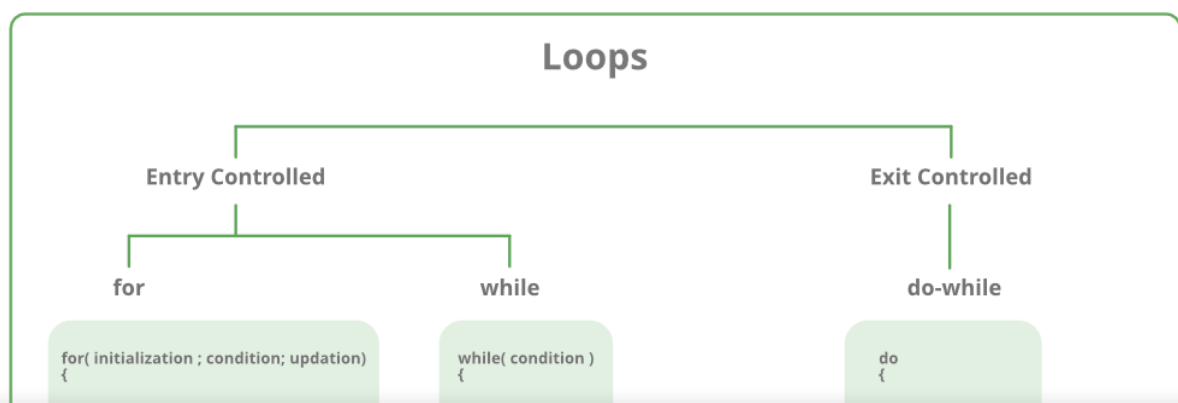 Loops
Entry Controlled
Exit Controlled
for
while
do-while
for( initialization ; condition; updation)
{
while( condition )
{
do
{